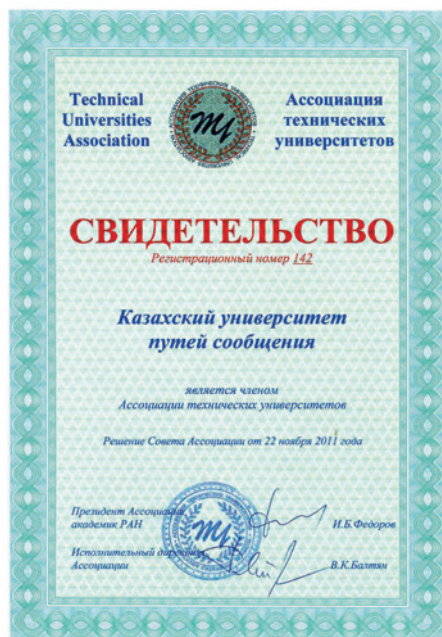 Technical
Universities
Association
Ассоциация
технических
университетов
СВИДЕТЕЛЬСТВО
Регистрационный номер 142
Казахский университет
путей сообщения
является членом
Ассоциации технических университетов
Решение Совета Ассоциации от 22 ноября 2011 года
Президент Ассоциации,
академик РАН
И.Б.Федоров
Исполнительный директор
Ассоциации
В.К.Балтян